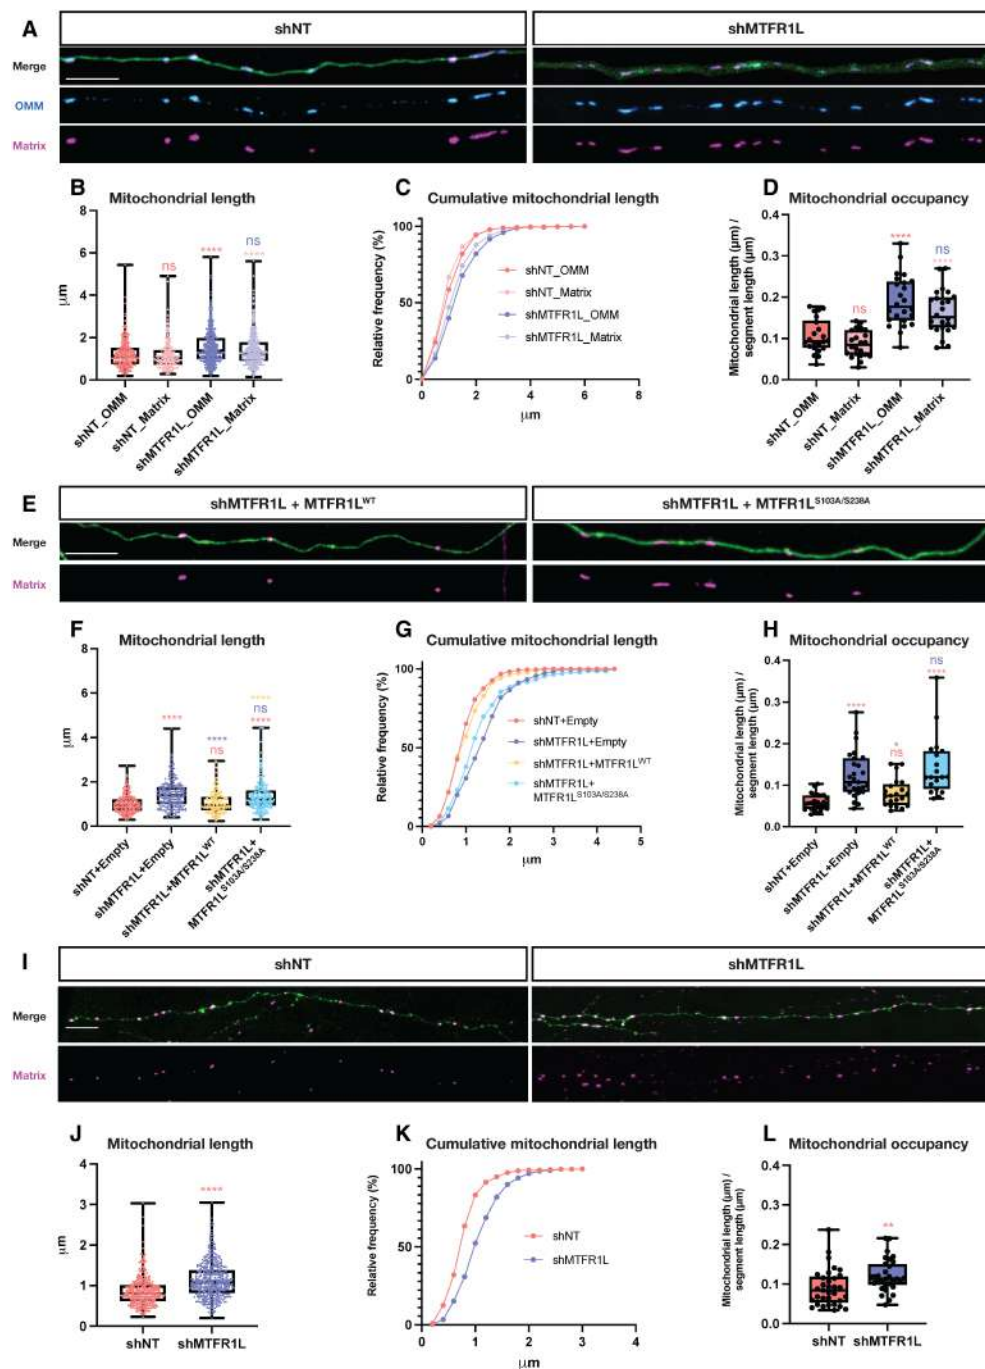 A
shNT
shMTFR1L
Merge
OMM
Matrix
B
Mitochondrial length
8
6
4
2
0
μm
ns
****
ns
****
shNT_OMM
shNT_Matrix
shMTFR1L_OMM
shMTFR1L_Matrix
C
Cumulative mitochondrial length
Relative frequency (%)
100
50
0
0
2
4
6
8
μm
shNT_OMM
shNT_Matrix
shMTFR1L_OMM
shMTFR1L_Matrix
D
Mitochondrial occupancy
Mitochondrial length (μm) /
segment length (μm)
0.4
0.3
0.2
0.1
0.0
ns
****
ns
****
shNT_OMM
shNT_Matrix
shMTFR1L_OMM
shMTFR1L_Matrix
E
shMTFR1L + MTFR1L^WT
shMTFR1L + MTFR1L^S103A/S238A
Merge
Matrix
F
Mitochondrial length
8
6
4
2
0
μm
****
****
ns
****
ns
****
shNT+Empty
shMTFR1L+Empty
shMTFR1L+MTFR1L^WT
shMTFR1L+
MTFR1L^S103A/S238A
G
Cumulative mitochondrial length
Relative frequency (%)
100
50
0
0
1
2
3
4
5
μm
shNT+Empty
shMTFR1L+Empty
shMTFR1L+MTFR1L^WT
shMTFR1L+
MTFR1L^S103A/S238A
H
Mitochondrial occupancy
Mitochondrial length (μm) /
segment length (μm)
0.4
0.3
0.2
0.1
0.0
****
*
ns
ns
****
shNT+Empty
shMTFR1L+Empty
shMTFR1L+MTFR1L^WT
shMTFR1L+
MTFR1L^S103A/S238A
I
shNT
shMTFR1L
Merge
Matrix
J
Mitochondrial length
4
3
2
1
0
μm
****
shNT
shMTFR1L
K
Cumulative mitochondrial length
Relative frequency (%)
100
50
0
0
1
2
3
4
μm
shNT
shMTFR1L
L
Mitochondrial occupancy
Mitochondrial length (μm) /
segment length (μm)
0.4
0.3
0.2
0.1
0.0
**
shNT
shMTFR1L